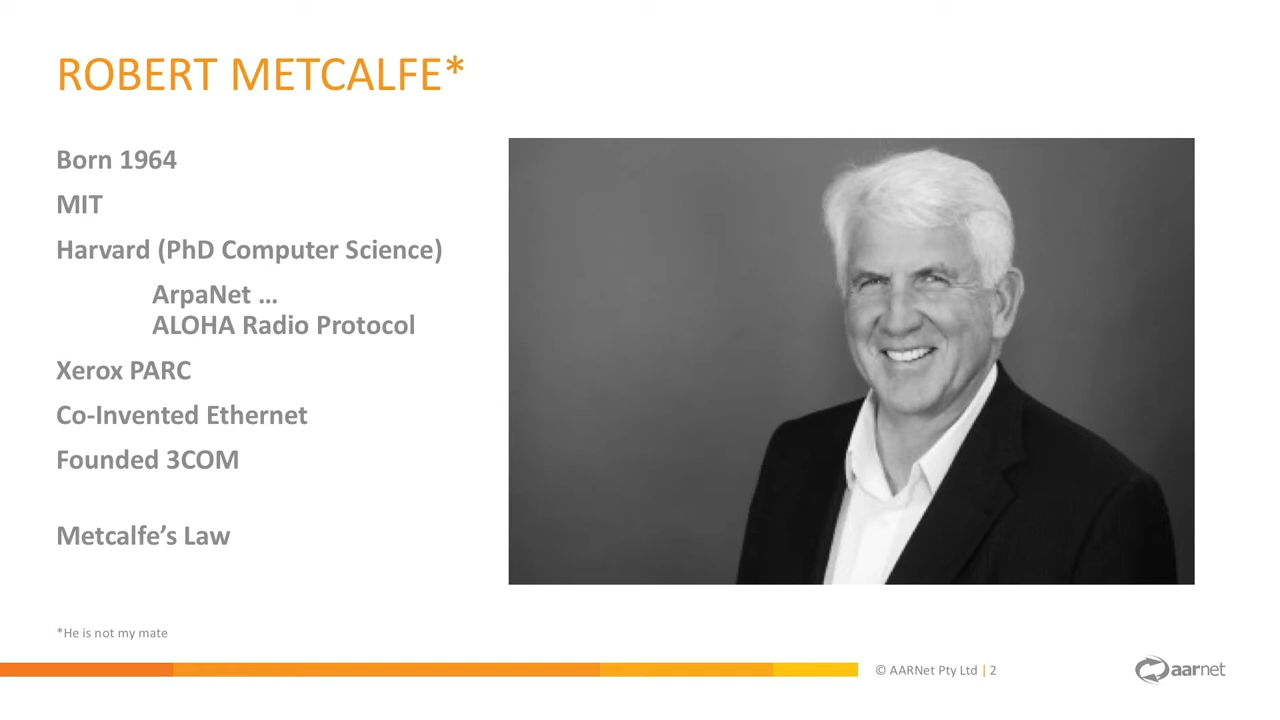 ROBERT METCALFE*
Born 1964
MIT
Harvard (PhD Computer Science)
ArpaNet ...
ALOHA Radio Protocol
Xerox PARC
Co-Invented Ethernet
Founded 3COM
Metcalfe’s Law
*He is not my mate
© AARNet Pty Ltd | 2
aarnet